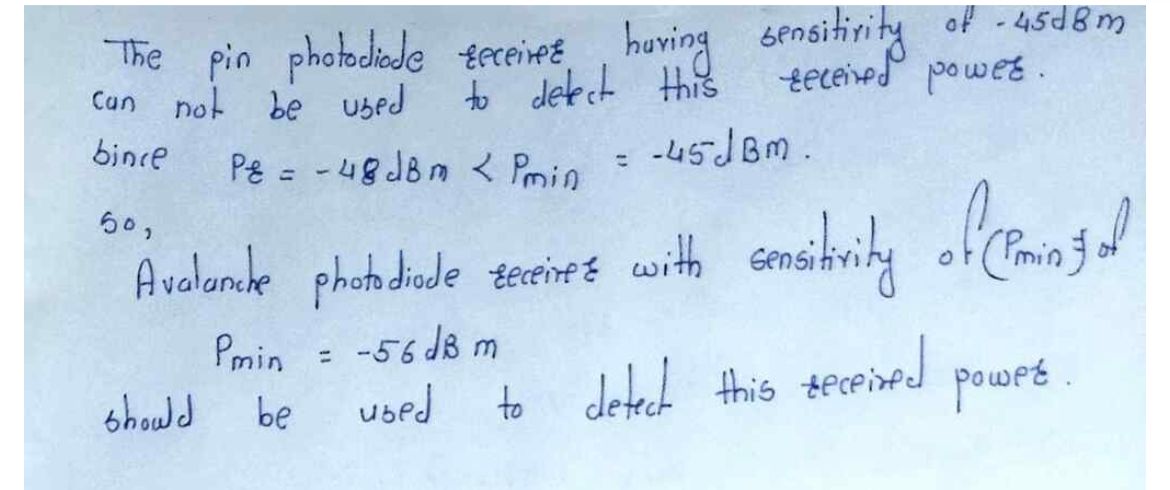 The pin photodiode receiver having sensitivity of -45dBm
can not be used to detect this received power.
since Pr = -48dBm < Pmin = -45dBm.
so,
Avalanche photodiode receiver with sensitivity of (Pmin) of
Pmin = -56 dBm
should be used to detect this received power.